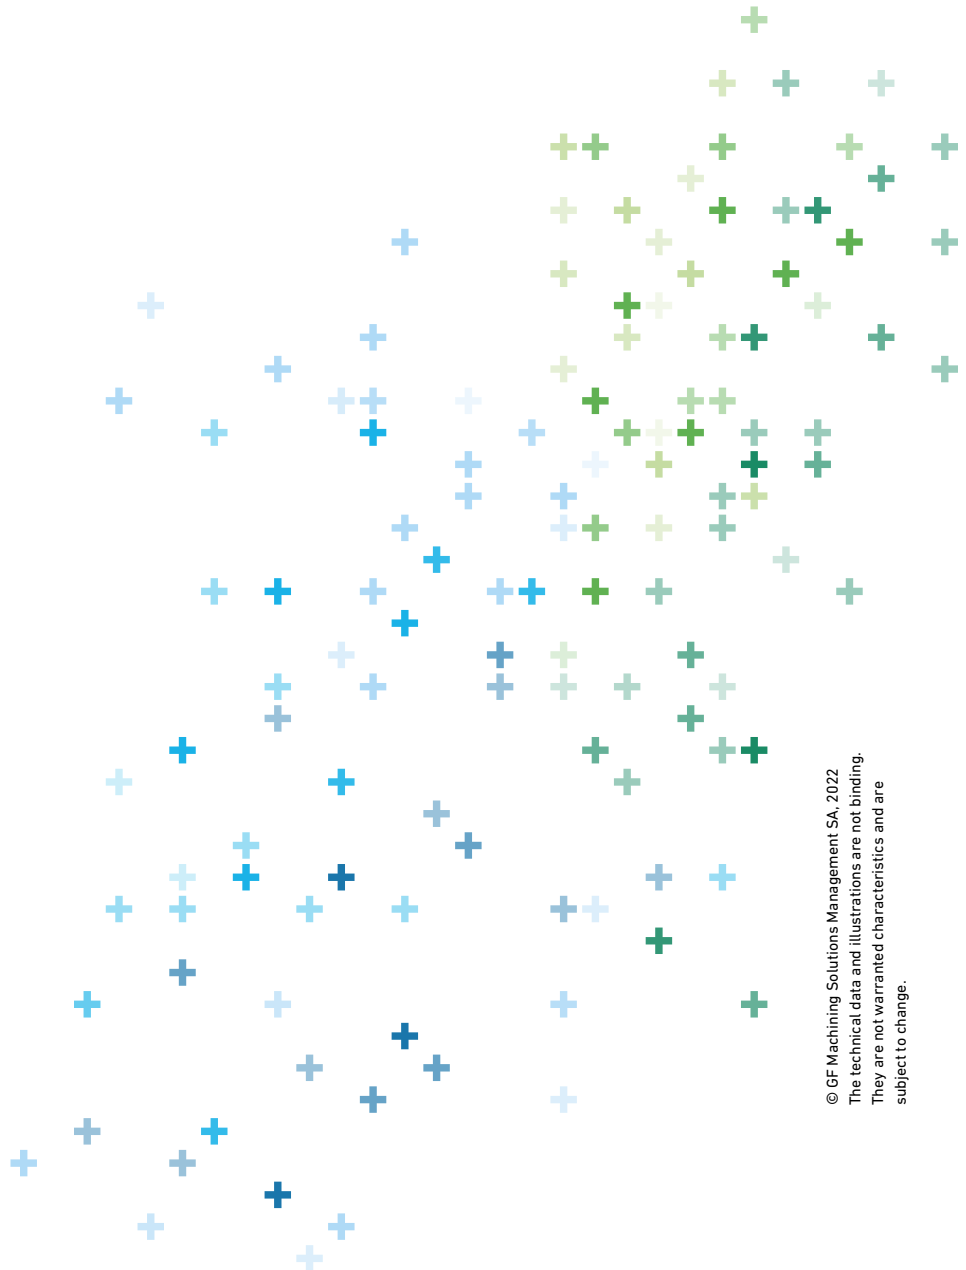 © GF Machining Solutions Management SA, 2022
The technical data and illustrations are not binding.
They are not warranted characteristics and are
subject to change.